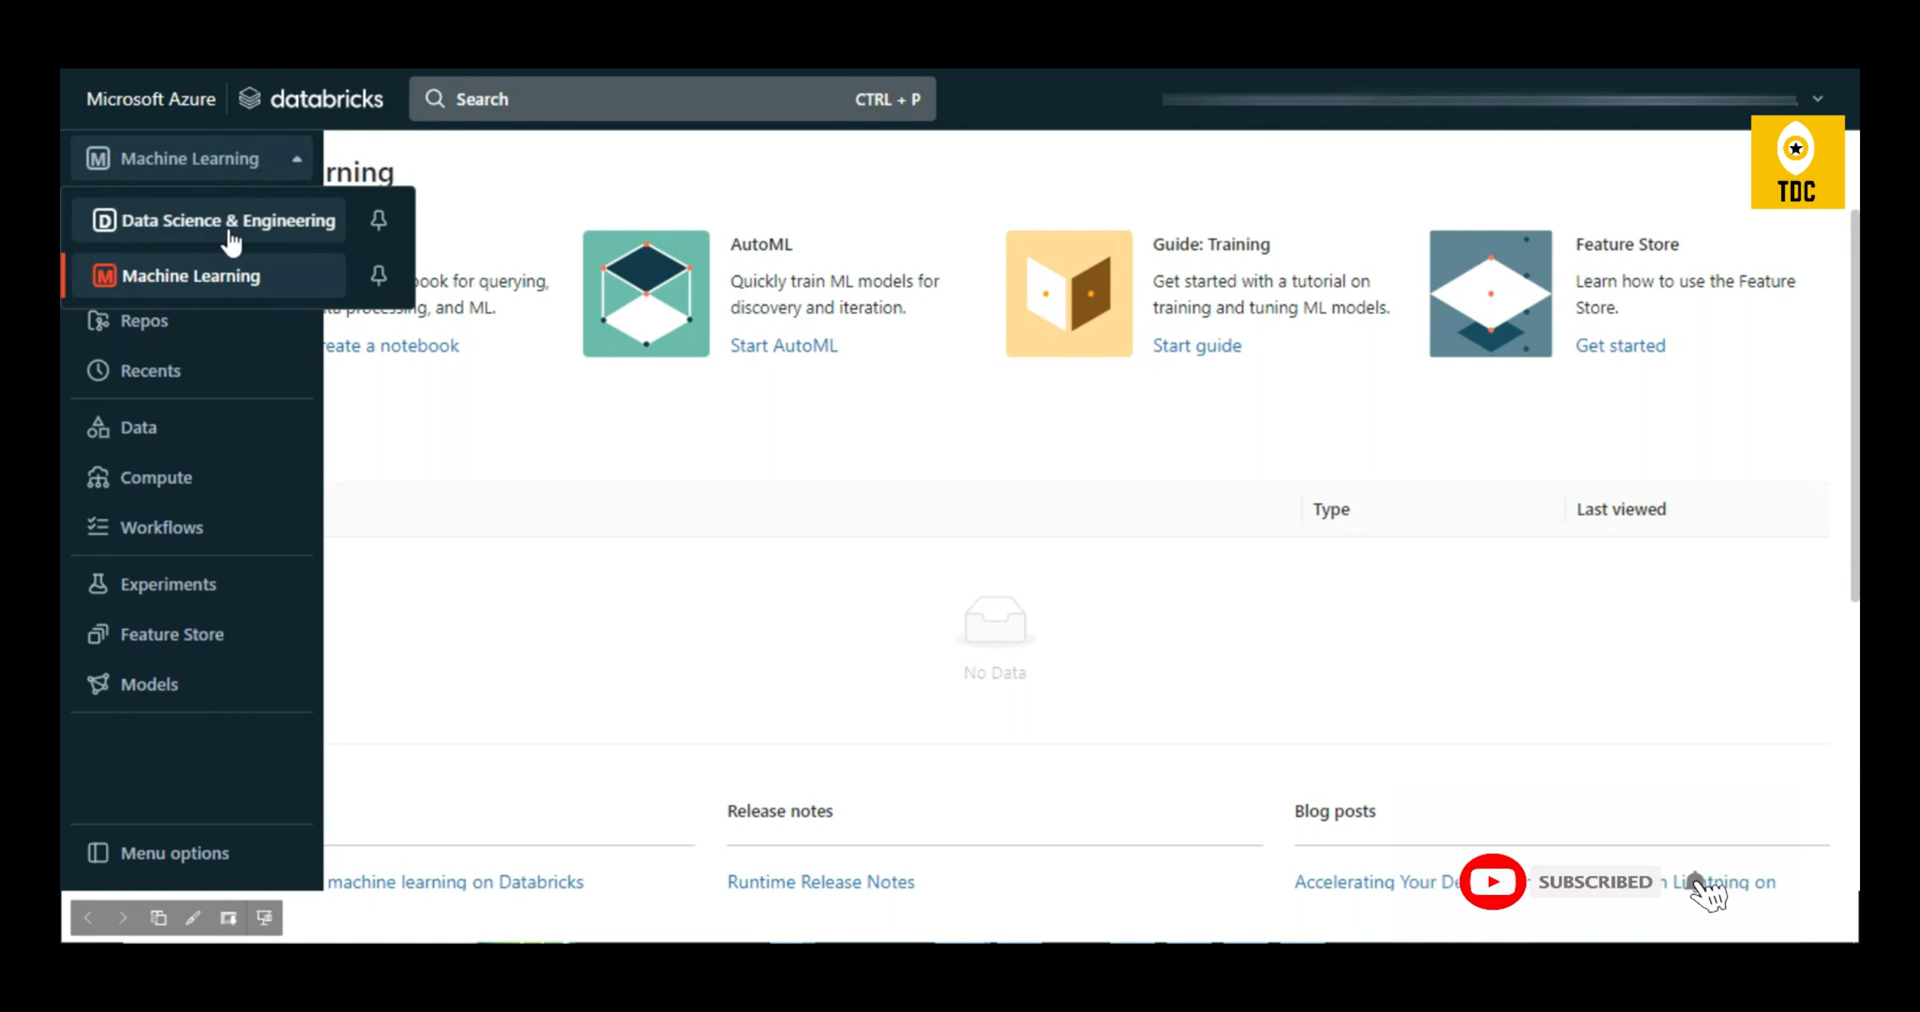 Microsoft Azure
databricks
Search
CTRL + P
TDC
Machine Learning
Data Science & Engineering
Machine Learning
Repos
Recents
Data
Compute
Workflows
Experiments
Feature Store
Models
Menu options
rning
ook for querying,
ng, and ML.
reate a notebook
AutoML
Quickly train ML models for
discovery and iteration.
Start AutoML
Guide: Training
Get started with a tutorial on
training and tuning ML models.
Start guide
Feature Store
Learn how to use the Feature
Store.
Get started
Type
Last viewed
No Data
machine learning on Databricks
Release notes
Runtime Release Notes
Blog posts
Accelerating Your De
on
SUBSCRIBED